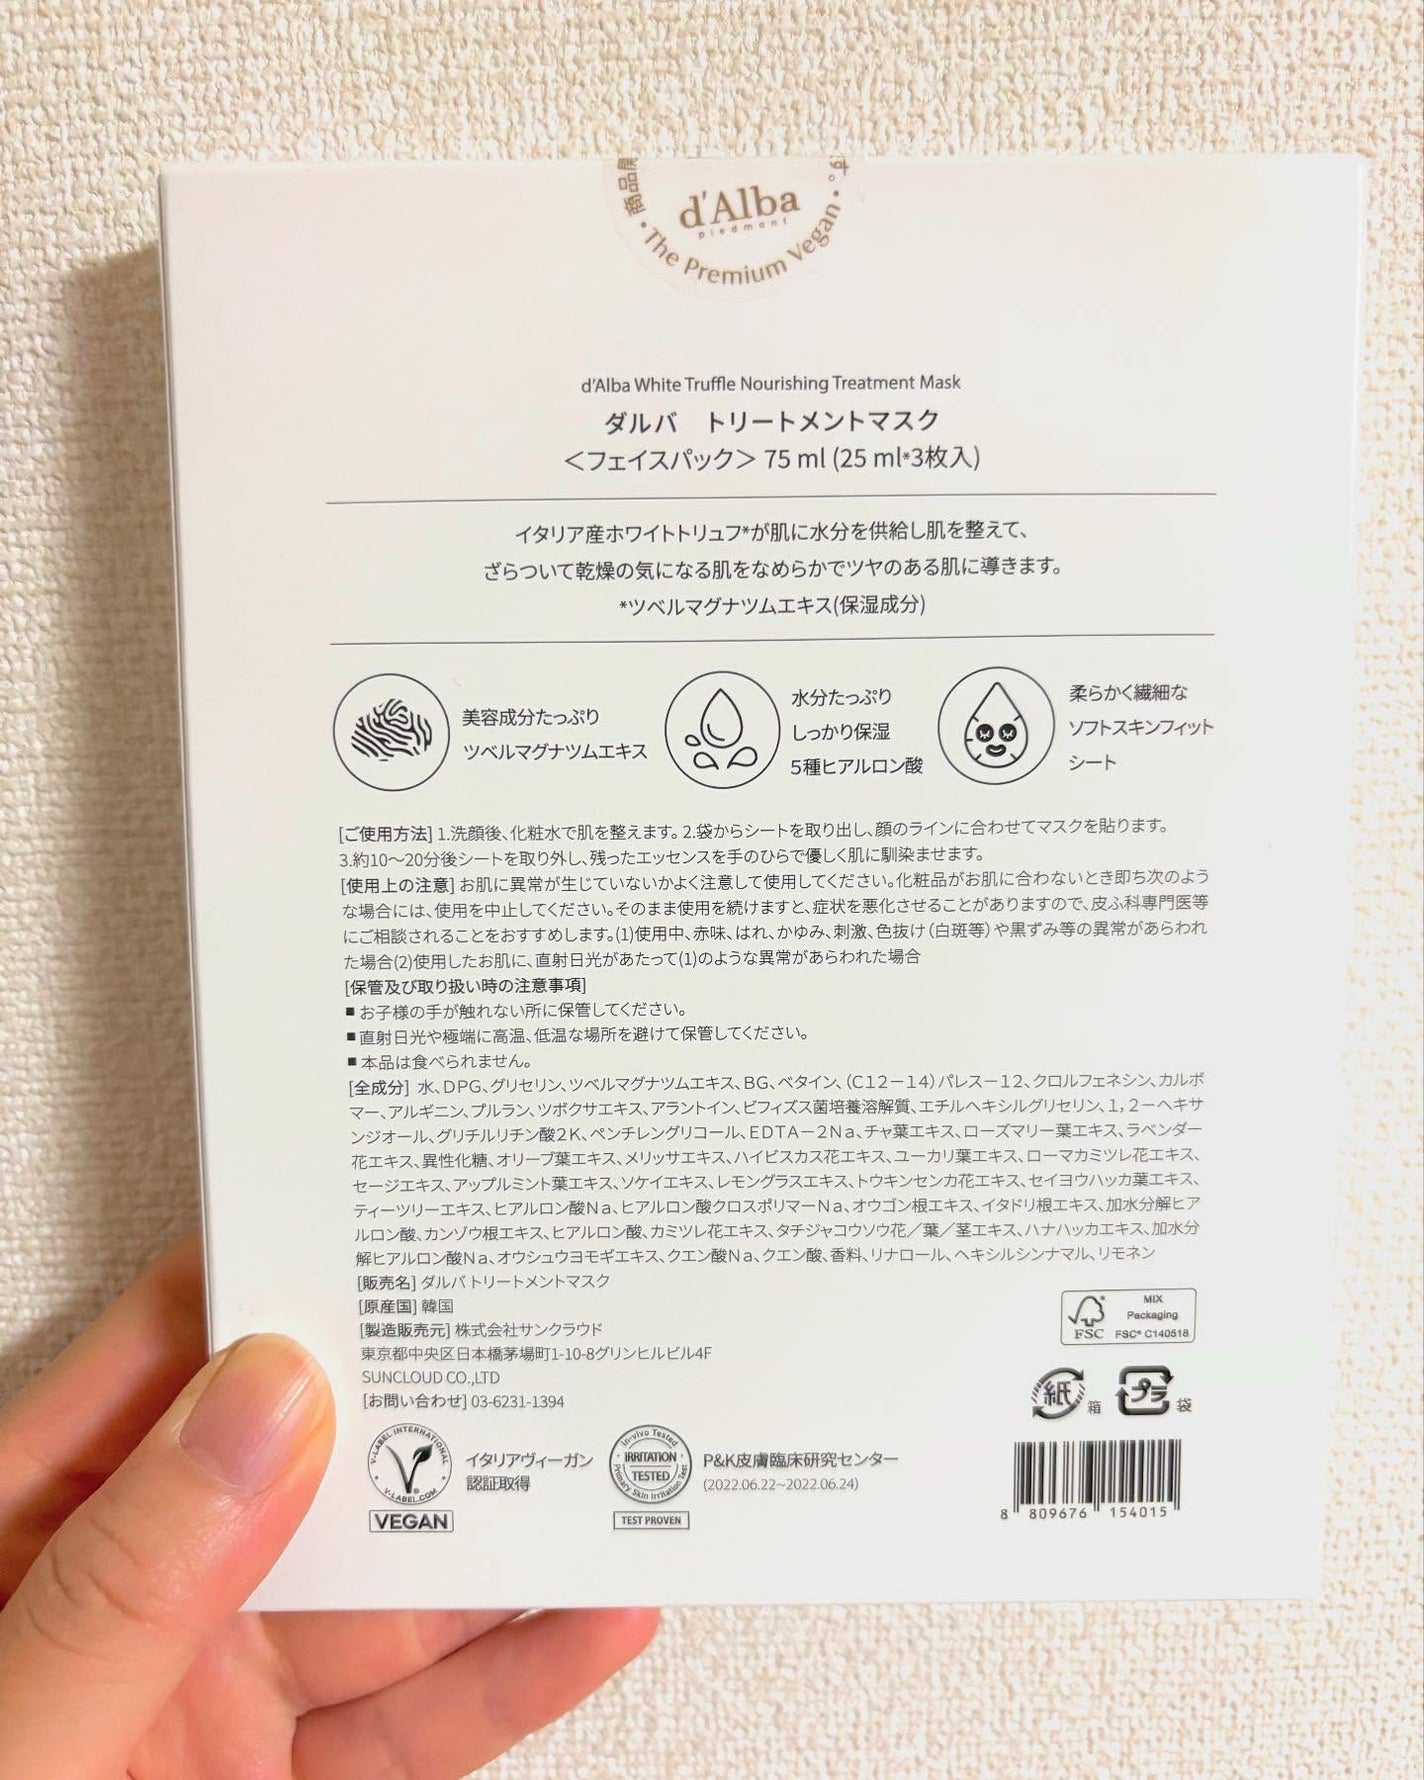 商品開
す。
d'Alba
piedmont
• The Premium Vegan •
d'Alba White Truffle Nourishing Treatment Mask
ダルバ　トリートメントマスク
＜フェイスパック＞ 75 ml (25 ml*3枚入)
イタリア産ホワイトトリュフ*が肌に水分を供給し肌を整えて、
ざらついて乾燥の気になる肌をなめらかでツヤのある肌に導きます。
*ツベルマグナツムエキス(保湿成分)
美容成分たっぷり
ツベルマグナツムエキス
水分たっぷり
しっかり保湿
5種ヒアルロン酸
柔らかく繊細な
ソフトスキンフィット
シート
[ご使用方法] 1.洗顔後、化粧水で肌を整えます。2.袋からシートを取り出し、顔のラインに合わせてマスクを貼ります。
3.約10〜20分後シートを取り外し、残ったエッセンスを手のひらで優しく肌に馴染ませます。
[使用上の注意] お肌に異常が生じていないかよく注意して使用してください。化粧品がお肌に合わないとき即ち次のよう
な場合には、使用を中止してください。そのまま使用を続けますと、症状を悪化させることがありますので、皮ふ科専門医等
にご相談されることをおすすめします。(1)使用中、赤味、はれ、かゆみ、刺激、色抜け（白斑等）や黒ずみ等の異常があらわれ
た場合(2)使用したお肌に、直射日光があたって(1)のような異常があらわれた場合
[保管及び取り扱い時の注意事項]
■ お子様の手が触れない所に保管してください。
■ 直射日光や極端に高温、低温な場所を避けて保管してください。
■ 本品は食べられません。
[全成分] 水、DPG、グリセリン、ツベルマグナツムエキス、BG、ベタイン、（C12－14）パレス－12、クロルフェネシン、カルボ
マー、アルギニン、プルラン、ツボクサエキス、アラントイン、ビフィズス菌培養溶解質、エチルヘキシルグリセリン、1，2－ヘキサ
ンジオール、グリチルリチン酸2K、ペンチレングリコール、EDTA－2Na、チャ葉エキス、ローズマリー葉エキス、ラベンダー
花エキス、異性化糖、オリーブ葉エキス、メリッサエキス、ハイビスカス花エキス、ユーカリ葉エキス、ローマカミツレ花エキス、
セージエキス、アップルミント葉エキス、ソケイエキス、レモングラスエキス、トウキンセンカ花エキス、セイヨウハッカ葉エキス、
ティーツリーエキス、ヒアルロン酸Na、ヒアルロン酸クロスポリマーNa、オウゴン根エキス、イタドリ根エキス、加水分解ヒア
ルロン酸、カンゾウ根エキス、ヒアルロン酸、カミツレ花エキス、タチジャコウソウ花／葉／茎エキス、ハナハッカエキス、加水分
解ヒアルロン酸Na、オウシュウヨモギエキス、クエン酸Na、クエン酸、香料、リナロール、ヘキシルシンナマル、リモネン
[販売名] ダルバ トリートメントマスク
[原産国] 韓国
[製造販売元] 株式会社サンクラウド
東京都中央区日本橋茅場町1-10-8グリンヒルビル4F
SUNCLOUD CO.,LTD
[お問い合わせ] 03-6231-1394
MIX
Packaging
FSC
FSC® C140518
紙 箱
プラ 袋
V-LABEL INTERNATIONAL
V-LABEL.COM
VEGAN
イタリアヴィーガン
認証取得
In-vivo Tested
IRRITATION
TESTED
Primary Skin Irritation Test
TEST PROVEN
P&K皮膚臨床研究センター
(2022.06.22~2022.06.24)
8 809676 154015